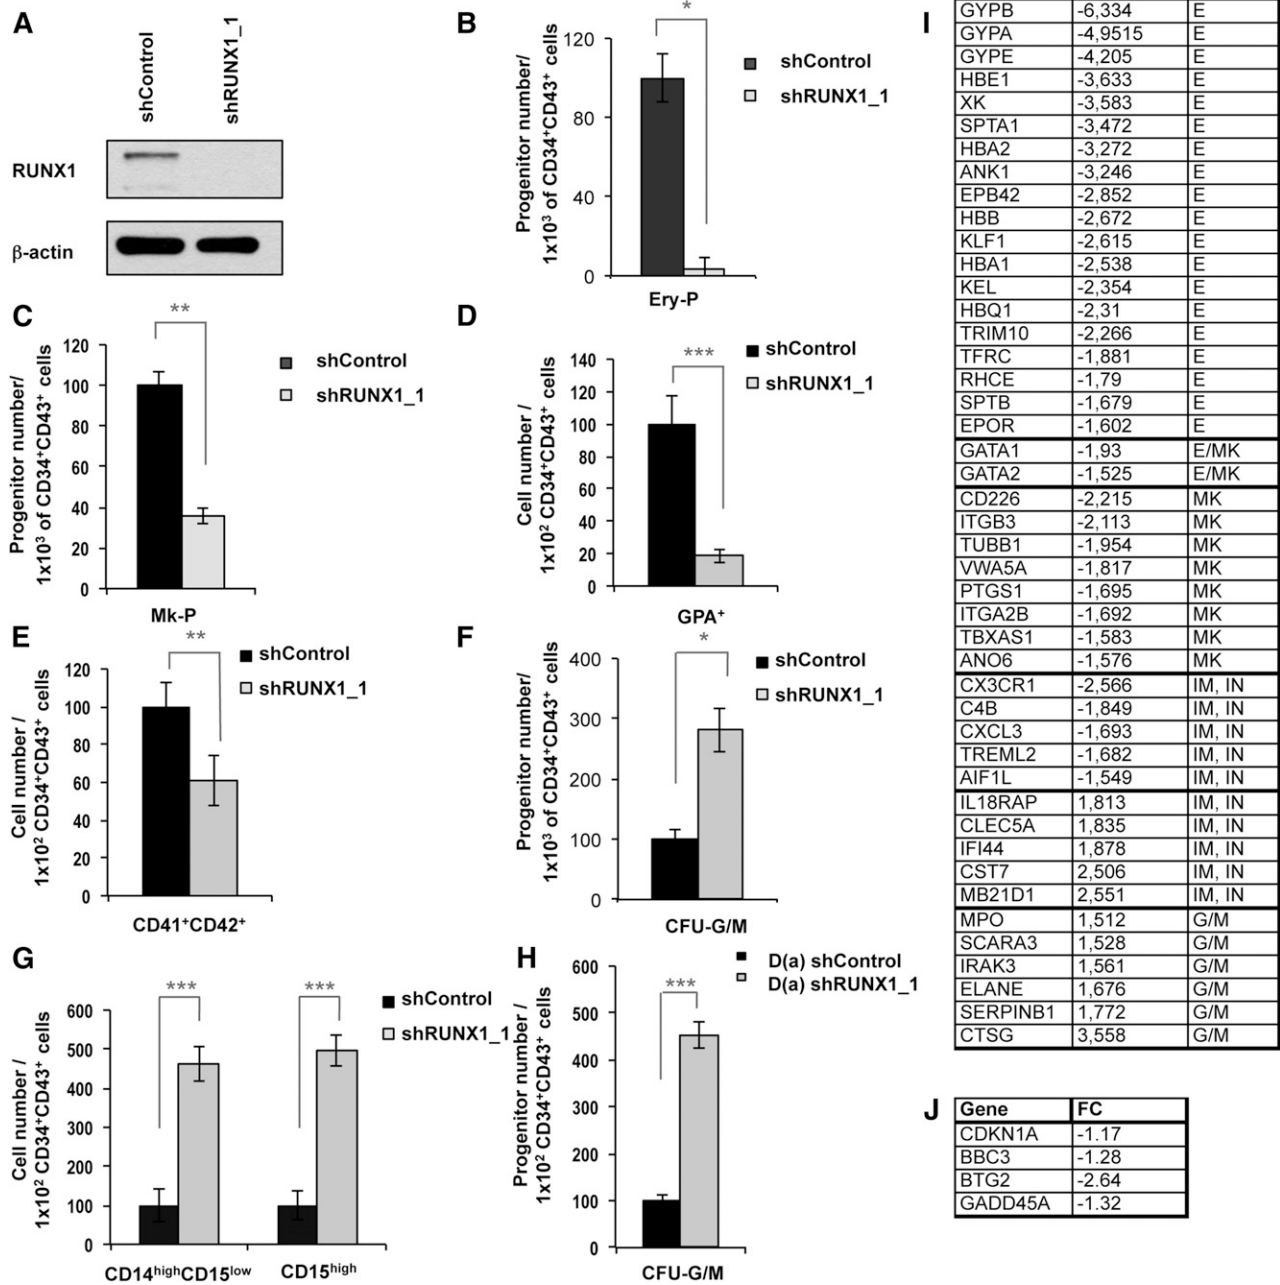 A
shControl
shRUNX1_1
RUNX1
β-actin
B
*
Progenitor number/
1x10³ of CD34⁺CD43⁺ cells
120
80
40
0
Ery-P
shControl
shRUNX1_1
C
**
Progenitor number/
1x10³ of CD34⁺CD43⁺ cells
120
100
80
60
40
20
0
Mk-P
shControl
shRUNX1_1
D
***
Cell number /
1x10² CD34⁺CD43⁺ cells
140
120
100
80
60
40
20
0
GPA⁺
shControl
shRUNX1_1
E
**
Cell number /
1x10² CD34⁺CD43⁺ cells
120
100
80
60
40
20
0
CD41⁺CD42⁺
shControl
shRUNX1_1
F
*
Progenitor number/
1x10³ of CD34⁺CD43⁺ cells
400
300
200
100
0
CFU-G/M
shControl
shRUNX1_1
G
***
***
Cell number /
1x10² CD34⁺CD43⁺ cells
600
500
400
300
200
100
0
CD14ʰⁱᵍʰCD15ˡᵒʷ
CD15ʰⁱᵍʰ
shControl
shRUNX1_1
H
***
Progenitor number /
1x10² CD34⁺CD43⁺ cells
600
500
400
300
200
100
0
CFU-G/M
D(a) shControl
D(a) shRUNX1_1
I
GYPB -6,334 E
GYPA -4,9515 E
GYPE -4,205 E
HBE1 -3,633 E
XK -3,583 E
SPTA1 -3,472 E
HBA2 -3,272 E
ANK1 -3,246 E
EPB42 -2,852 E
HBB -2,672 E
KLF1 -2,615 E
HBA1 -2,538 E
KEL -2,354 E
HBQ1 -2,31 E
TRIM10 -2,266 E
TFRC -1,881 E
RHCE -1,79 E
SPTB -1,679 E
EPOR -1,602 E
GATA1 -1,93 E/MK
GATA2 -1,525 E/MK
CD226 -2,215 MK
ITGB3 -2,113 MK
TUBB1 -1,954 MK
VWA5A -1,817 MK
PTGS1 -1,695 MK
ITGA2B -1,692 MK
TBXAS1 -1,583 MK
ANO6 -1,576 MK
CX3CR1 -2,566 IM, IN
C4B -1,849 IM, IN
CXCL3 -1,693 IM, IN
TREML2 -1,682 IM, IN
AIF1L -1,549 IM, IN
IL18RAP 1,813 IM, IN
CLEC5A 1,835 IM, IN
IFI44 1,878 IM, IN
CST7 2,506 IM, IN
MB21D1 2,551 IM, IN
MPO 1,512 G/M
SCARA3 1,528 G/M
IRAK3 1,561 G/M
ELANE 1,676 G/M
SERPINB1 1,772 G/M
CTSG 3,558 G/M
J
Gene FC
CDKN1A -1.17
BBC3 -1.28
BTG2 -2.64
GADD45A -1.32